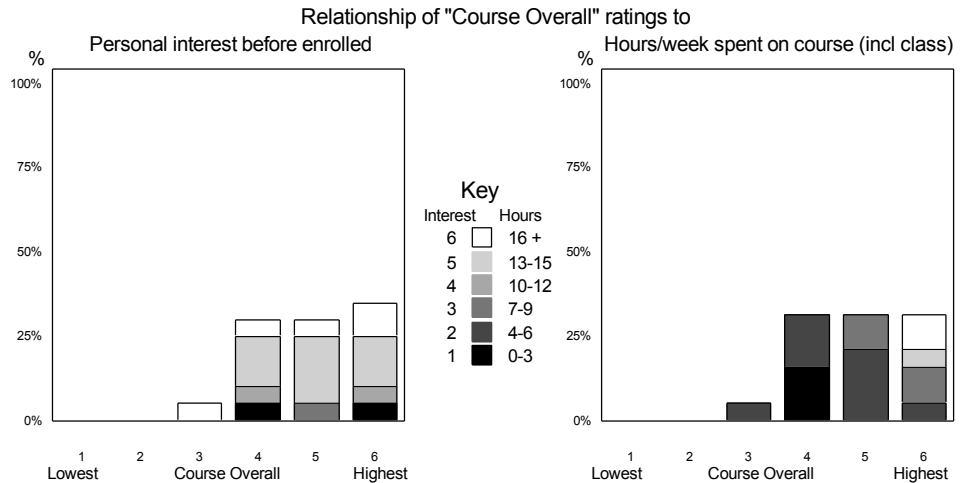 Relationship of "Course Overall" ratings to
Personal interest before enrolled
%
100%
75%
50%
25%
0%
1 2 3 4 5 6
Lowest Course Overall Highest
Key
Interest Hours
6 16 +
5 13-15
4 10-12
3 7-9
2 4-6
1 0-3
Hours/week spent on course (incl class)
%
100%
75%
50%
25%
0%
1 2 3 4 5 6
Lowest Course Overall Highest